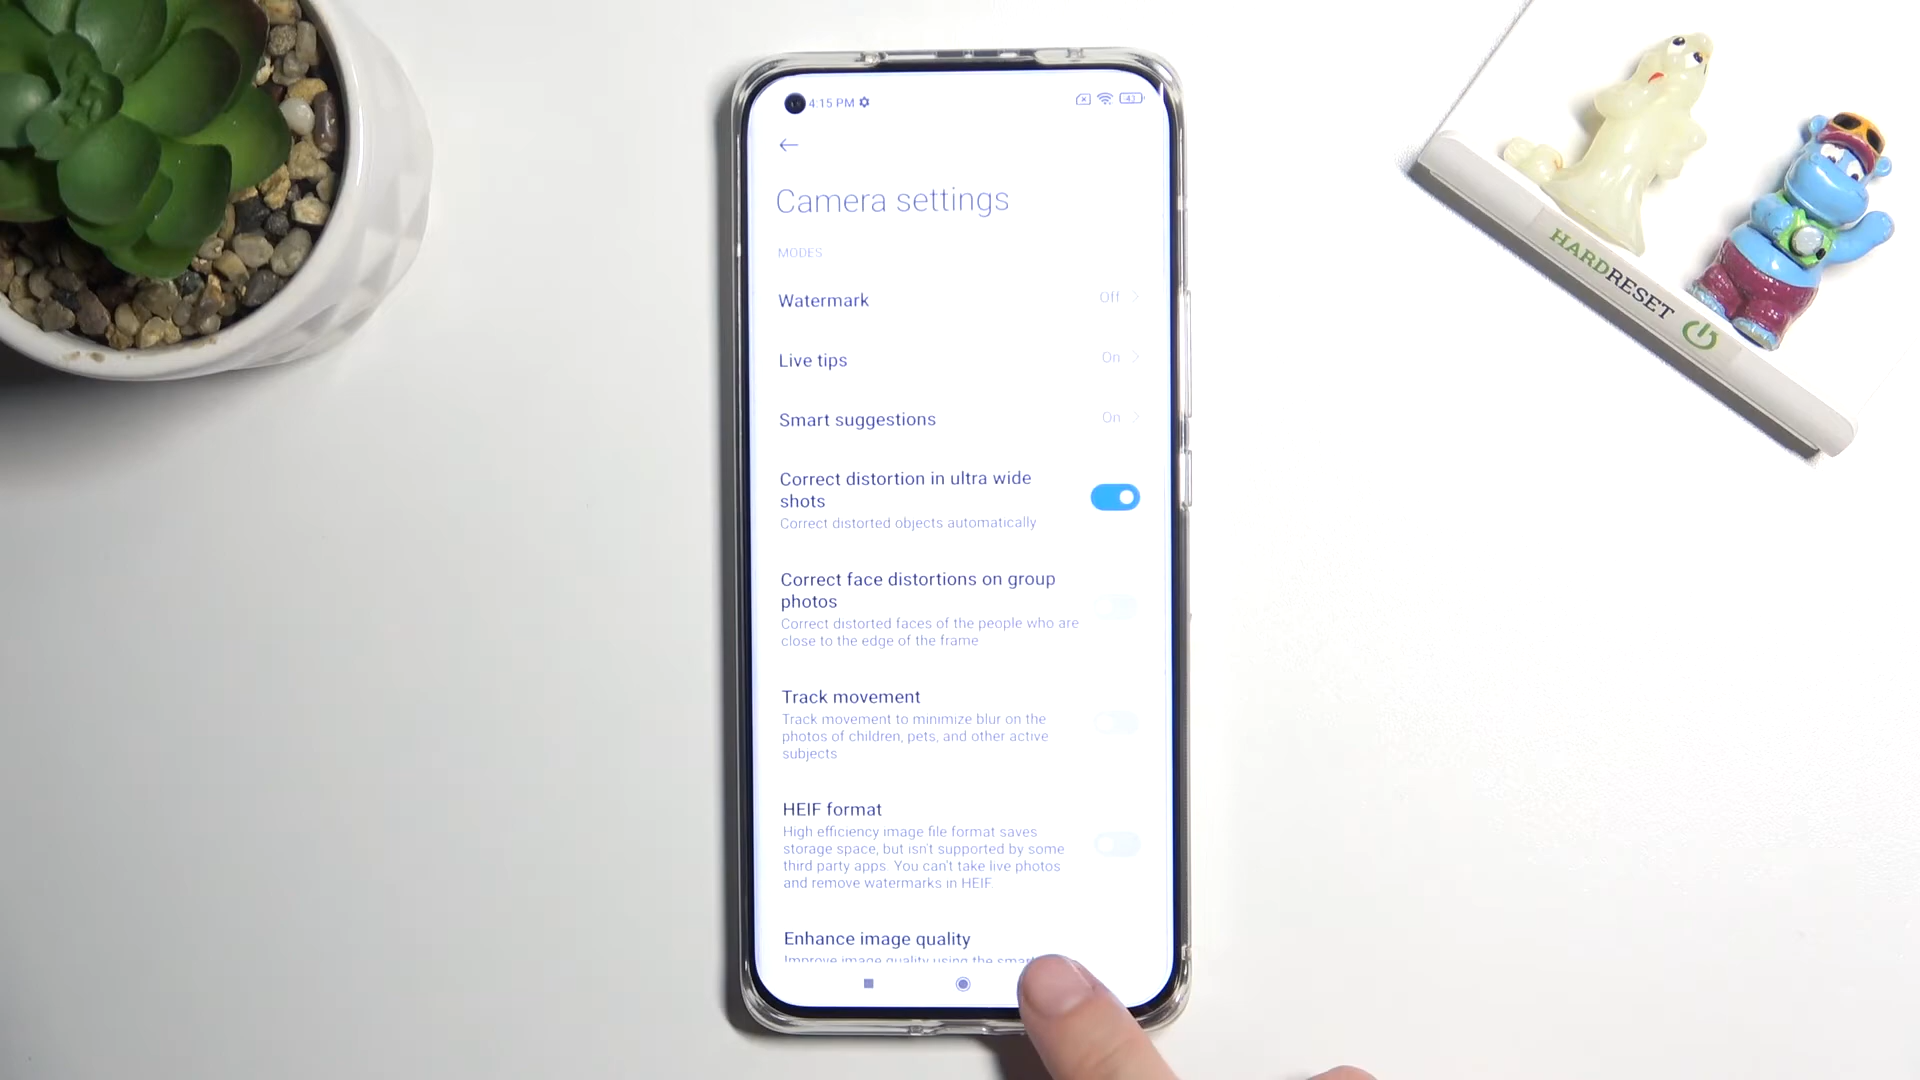 4:15 PM
43
Camera settings
MODES
Watermark Off
Live tips On
Smart suggestions On
Correct distortion in ultra wide
shots
Correct distorted objects automatically
Correct face distortions on group
photos
Correct distorted faces of the people who are
close to the edge of the frame
Track movement
Track movement to minimize blur on the
photos of children, pets, and other active
subjects
HEIF format
High efficiency image file format saves
storage space, but isn't supported by some
third party apps. You can't take live photos
and remove watermarks in HEIF.
Enhance image quality
Improve image quality using the smart
HARDRESET